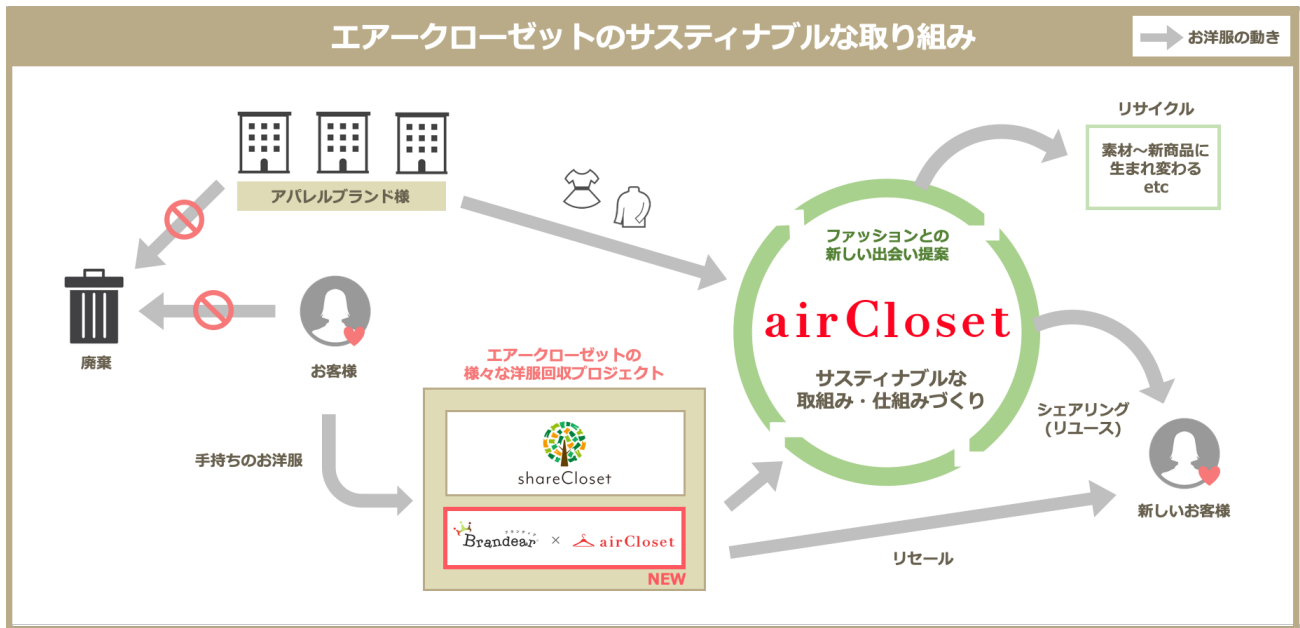 エアークローゼットのサスティナブルな取り組み
お洋服の動き
リサイクル
素材～新商品に
生まれ変わる
etc
アパレルブランド様
ファッションとの
新しい出会い提案
airCloset
サスティナブルな
取組み・仕組みづくり
廃棄
お客様
エアークローゼットの
様々な洋服回収プロジェクト
シェアリング
(リユース)
shareCloset
手持ちのお洋服
新しいお客様
ブランディア
Brandear × airCloset
NEW
リセール